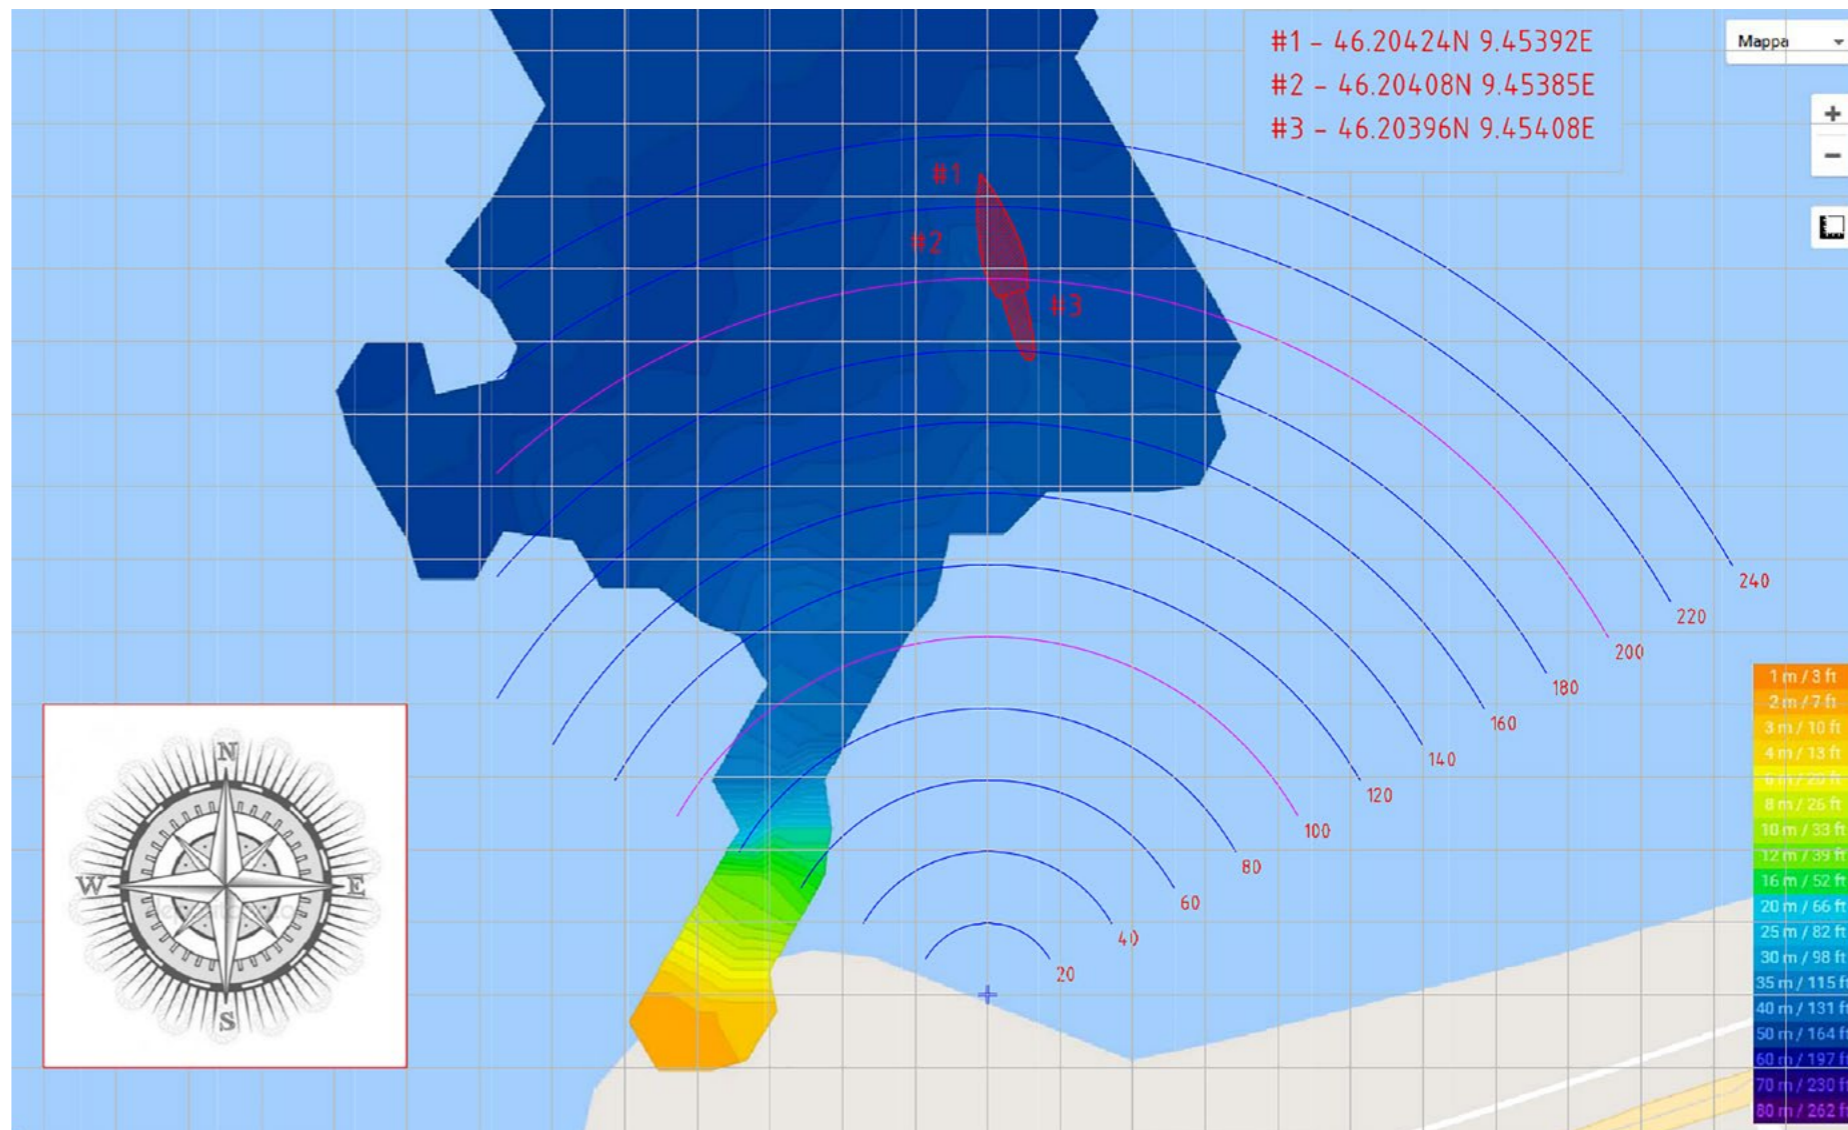 #1 – 46.20424N 9.45392E
#2 – 46.20408N 9.45385E
#3 – 46.20396N 9.45408E
Mappa
+
−
#1
#2
#3
240
220
200
180
160
140
120
100
80
60
40
20
N
W
E
S
1 m / 3 ft
2 m / 7 ft
3 m / 10 ft
4 m / 13 ft
6 m / 20 ft
8 m / 26 ft
10 m / 33 ft
12 m / 39 ft
16 m / 52 ft
20 m / 66 ft
25 m / 82 ft
30 m / 98 ft
35 m / 115 ft
40 m / 131 ft
50 m / 164 ft
60 m / 197 ft
70 m / 230 ft
80 m / 262 ft